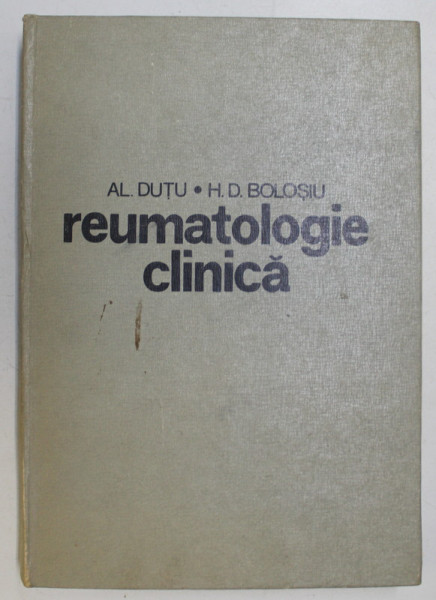 AL. DUȚU • H. D. BOLOȘIU
reumatologie
clinică